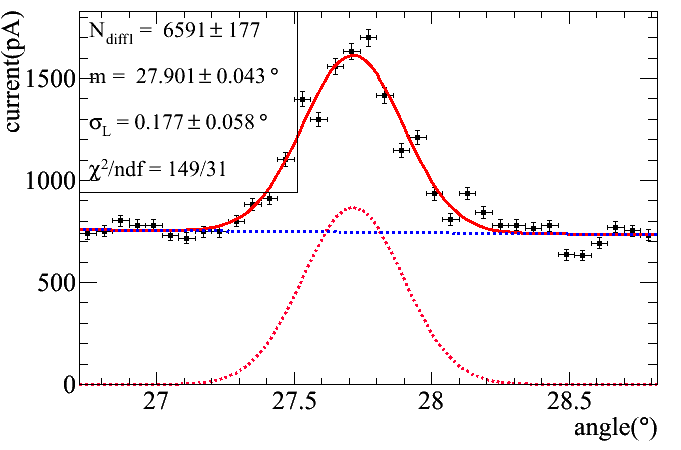 current(pA)
N_diffl = 6591 ± 177
m = 27.901 ± 0.043 °
σ_L = 0.177 ± 0.058 °
χ²/ndf = 149/31
1500
1000
500
0
27 27.5 28 28.5
angle(°)